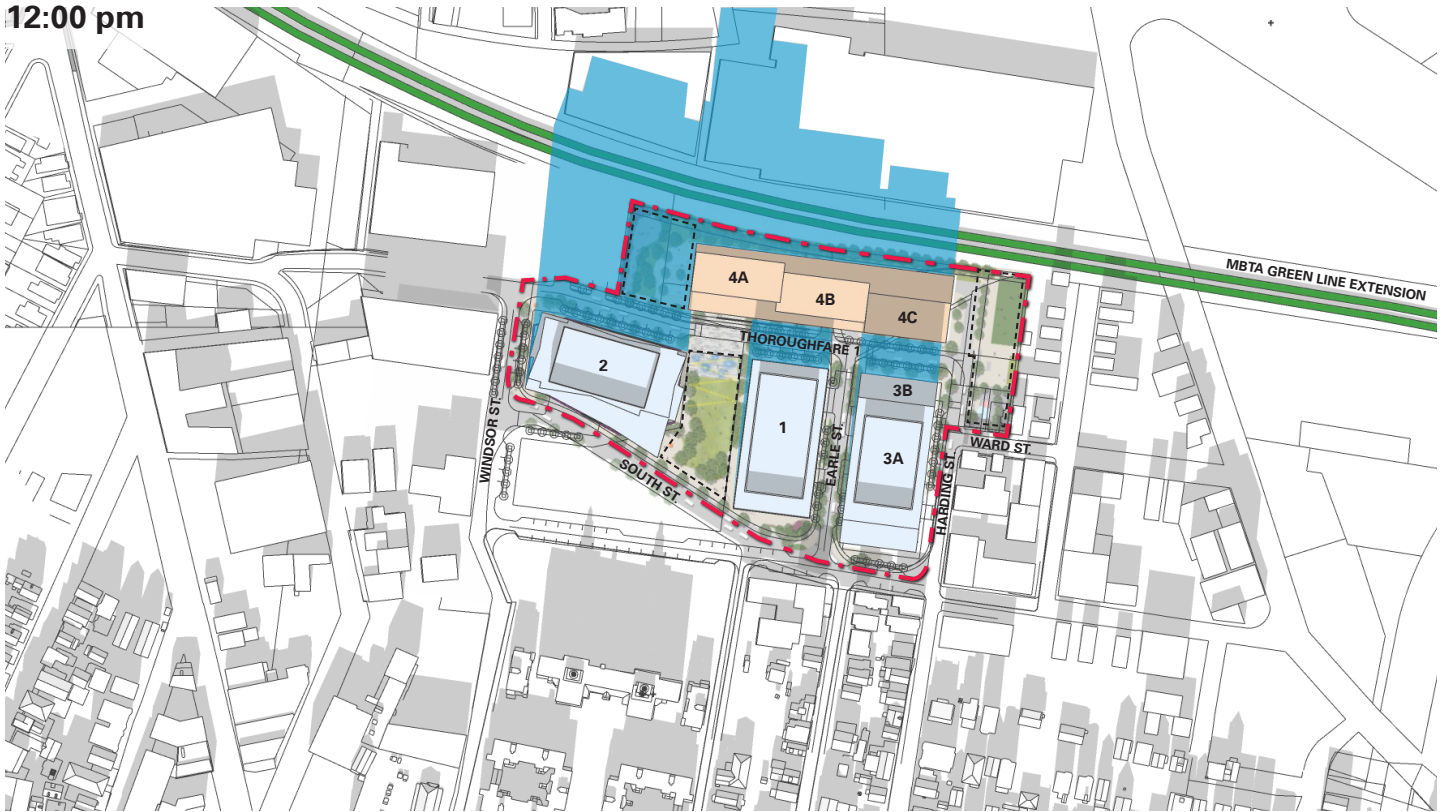 12:00 pm
MBTA GREEN LINE EXTENSION
4A
4B
4C
THOROUGHFARE 1
2
3B
1
3A
WINDSOR ST.
SOUTH ST.
EARLE ST.
HARDING ST.
WARD ST.